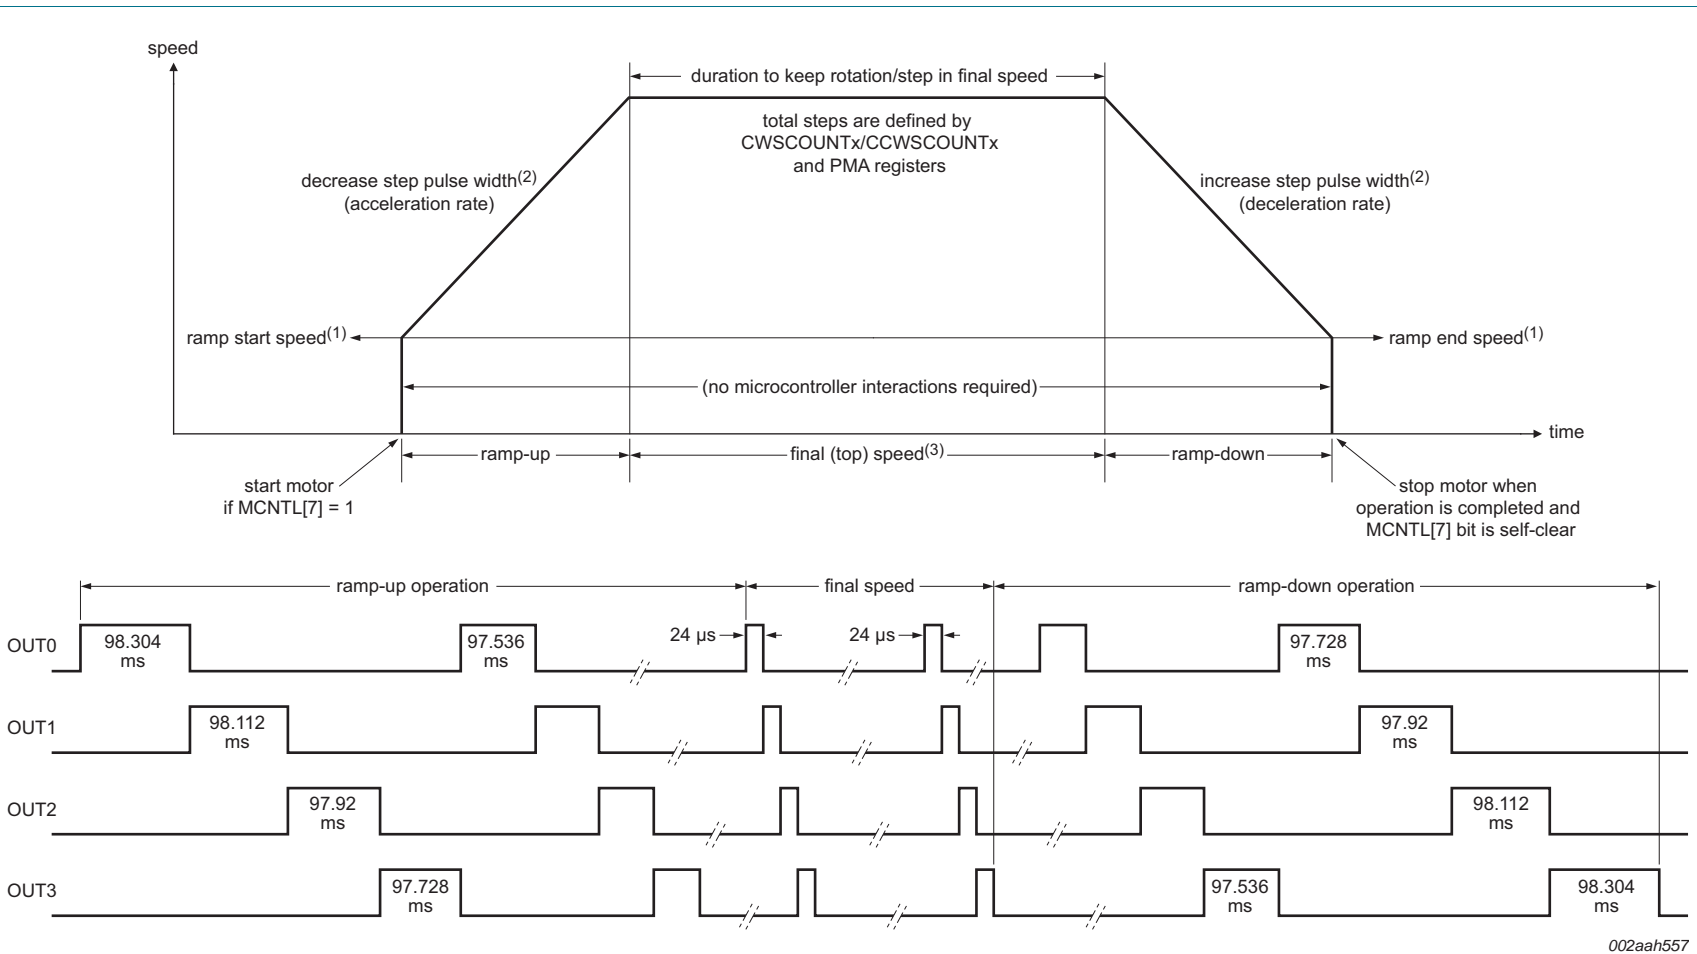 speed
duration to keep rotation/step in final speed
total steps are defined by
CWSCOUNTx/CCWSCOUNTx
and PMA registers
decrease step pulse width(2)
(acceleration rate)
increase step pulse width(2)
(deceleration rate)
ramp start speed(1)
ramp end speed(1)
(no microcontroller interactions required)
time
ramp-up
final (top) speed(3)
ramp-down
start motor
if MCNTL[7] = 1
stop motor when
operation is completed and
MCNTL[7] bit is self-clear
ramp-up operation
final speed
ramp-down operation
OUT0
98.304
ms
97.536
ms
24 μs
24 μs
97.728
ms
OUT1
98.112
ms
97.92
ms
OUT2
97.92
ms
98.112
ms
OUT3
97.728
ms
97.536
ms
98.304
ms
002aah557